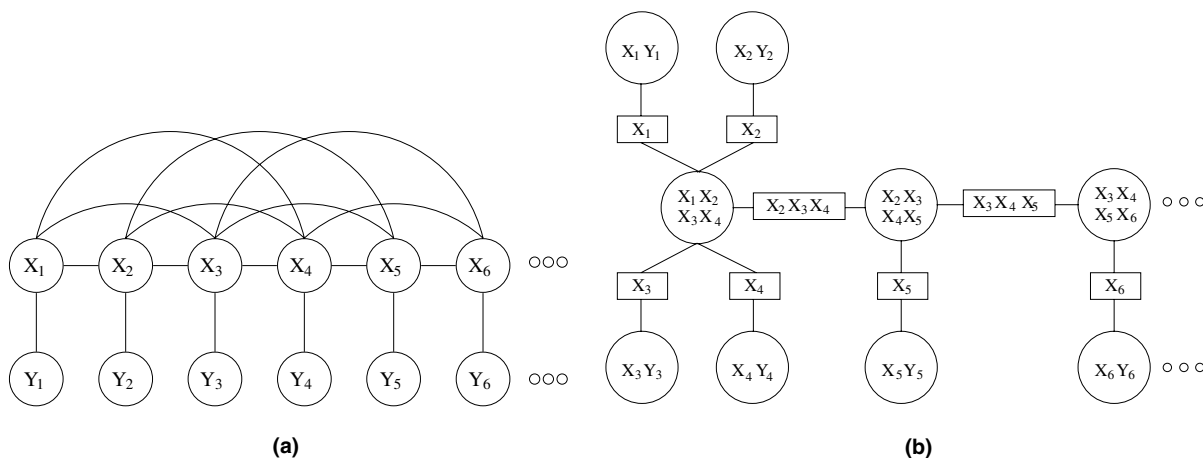 X₁ X₂ X₃ X₄ X₅ X₆
Y₁ Y₂ Y₃ Y₄ Y₅ Y₆
(a)
X₁ Y₁ X₂ Y₂
X₁ X₂
X₁ X₂
X₃ X₄
X₂ X₃ X₄
X₂ X₃
X₄ X₅
X₃ X₄ X₅
X₃ X₄
X₅ X₆
X₃ X₄ X₅ X₆
X₃ Y₃ X₄ Y₄ X₅ Y₅ X₆ Y₆
(b)